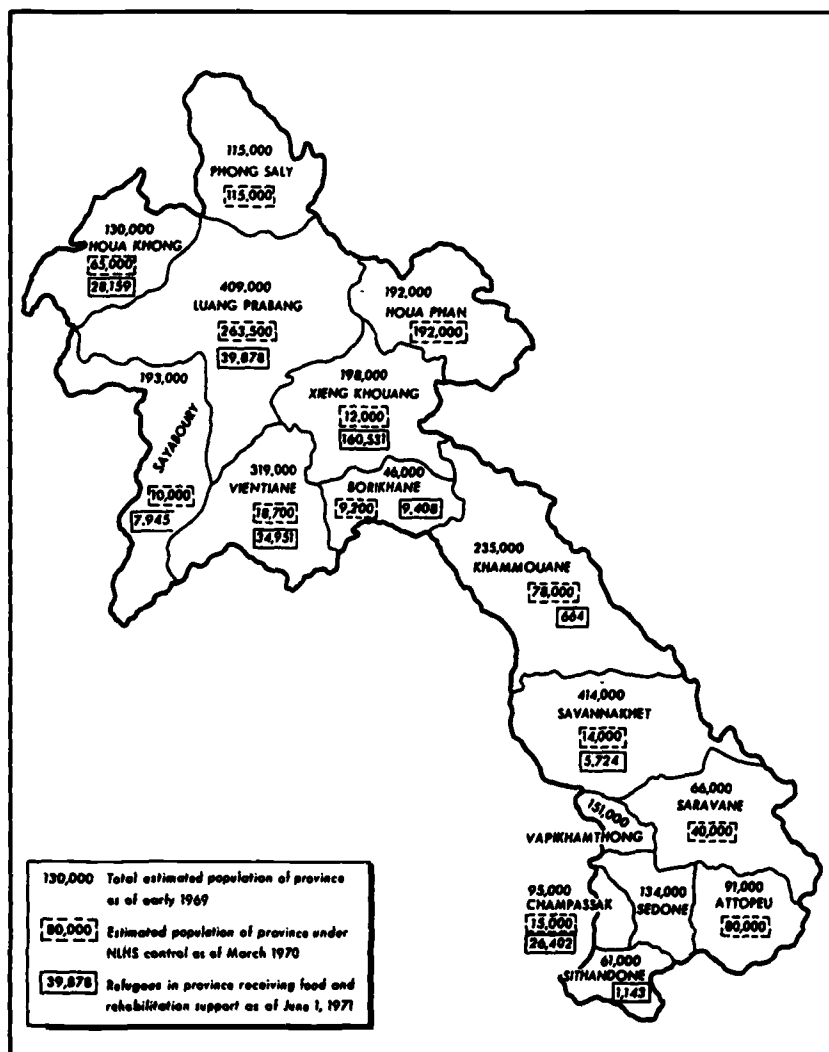 115,000
PHONG SALY
115,000
130,000
HOUA KHONG
65,000
28,159
409,000
LUANG PRABANG
263,500
39,878
192,000
HOUA PHAN
192,000
193,000
SAYABOURY
10,000
7,945
198,000
XIENG KHOUANG
12,000
160,531
319,000
VIENTIANE
18,700
34,951
46,000
BORIKHANE
9,200 9,408
235,000
KHAMMOUANE
78,000
664
414,000
SAVANNAKHET
14,000
5,724
66,000
SARAVANE
40,000
151,000
VAPIKHAMTHONG
95,000
CHAMPASSAK
15,000
26,402
134,000
SEDONE
91,000
ATTOPEU
80,000
61,000
SITHANDONE
1,143
130,000 Total estimated population of province
as of early 1969
80,000 Estimated population of province under
NLHS control as of March 1970
39,878 Refugees in province receiving food and
rehabilitation support as of June 1, 1971